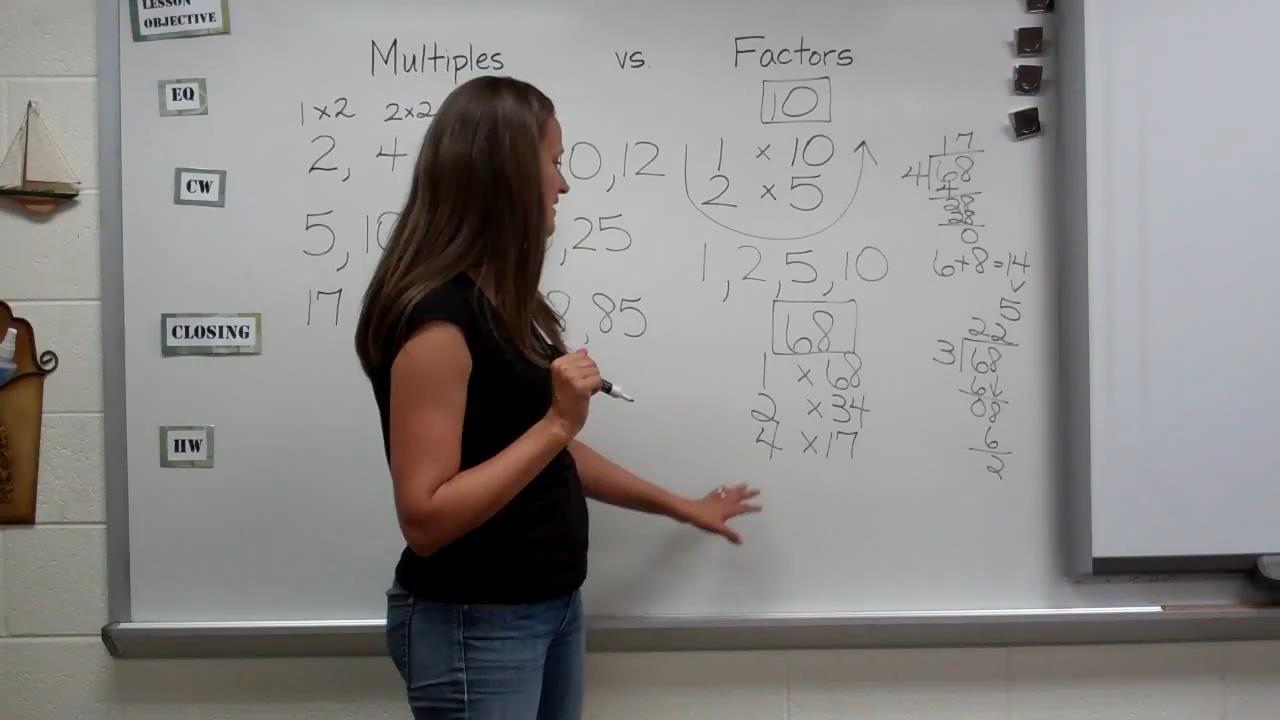 LESSON
OBJECTIVE
EQ
CW
CLOSING
HW
Multiples vs. Factors
1×2 2×2
2, 4
0, 12
5, 10
, 25
17
8, 85
10
1 × 10
2 × 5
1, 2, 5, 10
68
1 × 68
2 × 34
4 × 17
17
4 68
4
28
28
0
6+8=14
22
3 68
6
08
6
2